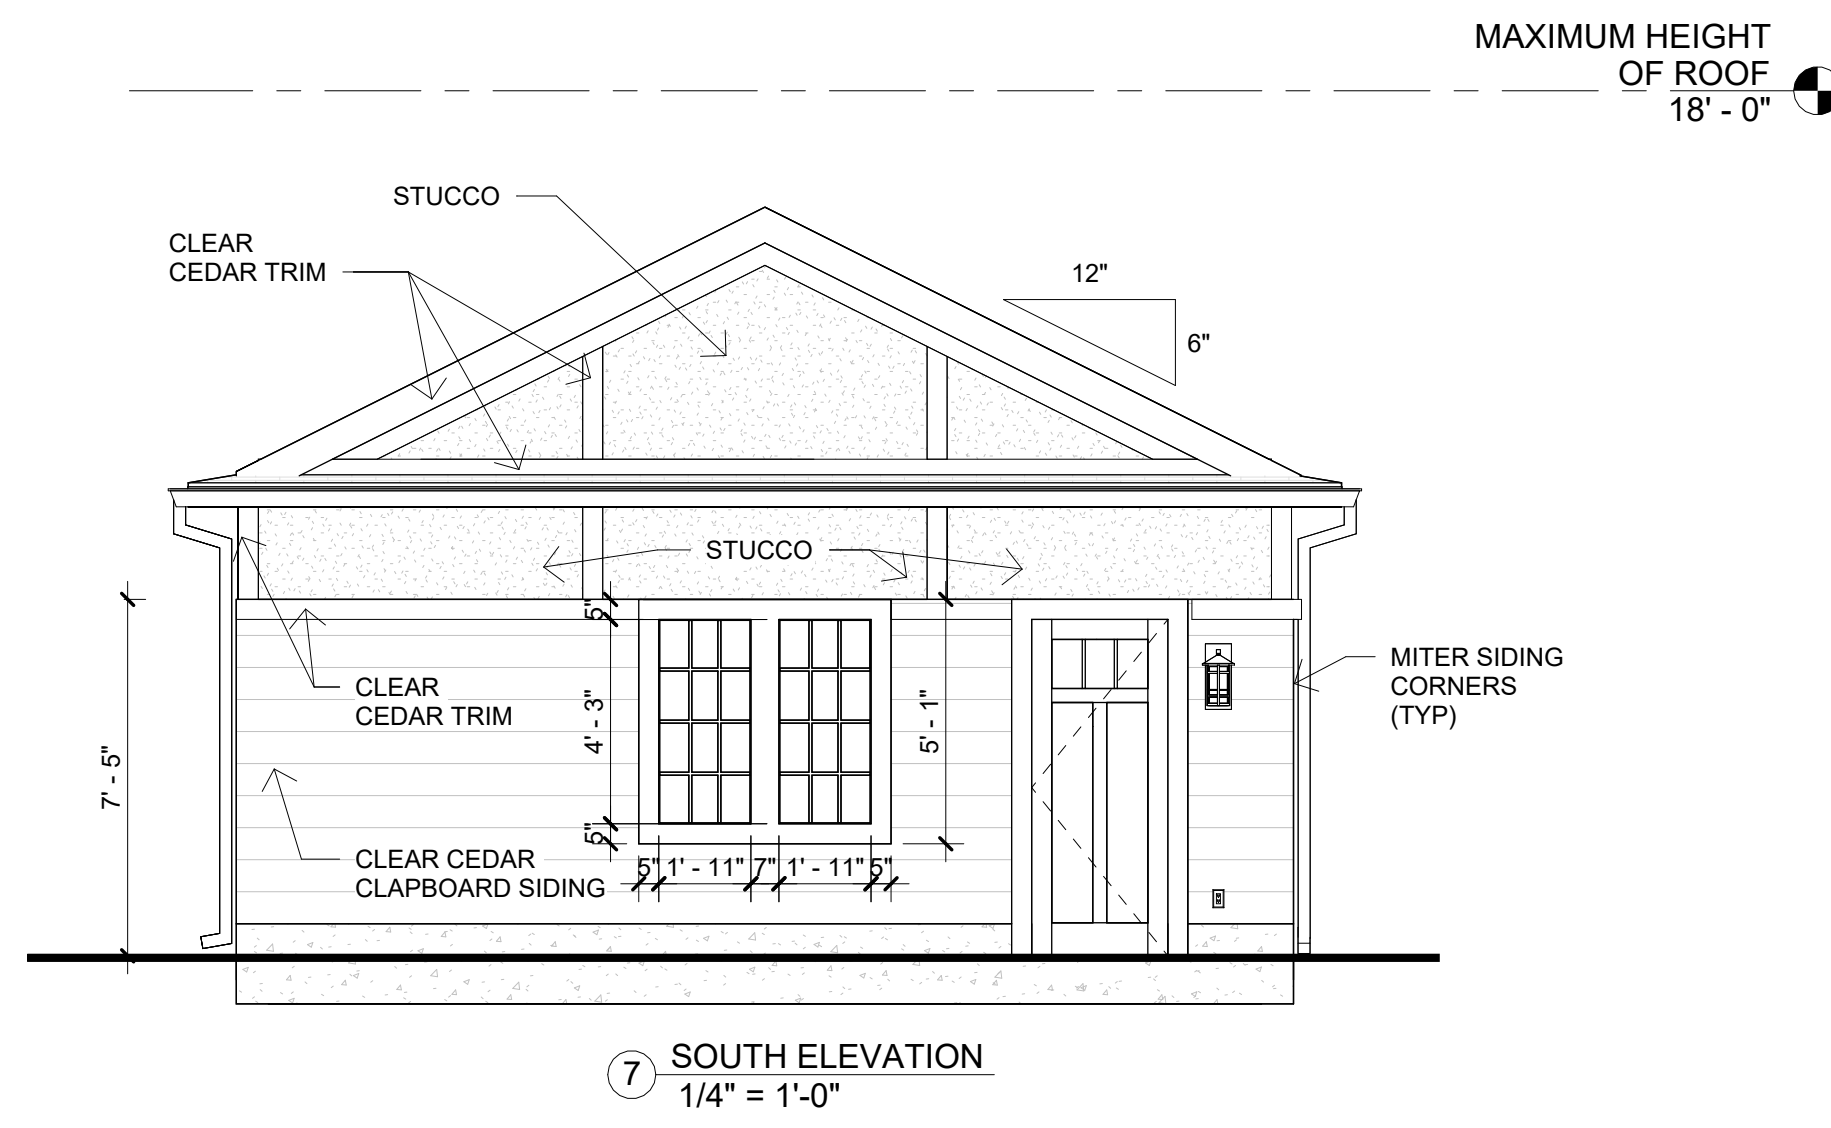 MAXIMUM HEIGHT
OF ROOF
18' - 0"
STUCCO
CLEAR
CEDAR TRIM
12"
6"
STUCCO
5"
4' - 3"
5"
5' - 1"
7' - 5"
CLEAR
CEDAR TRIM
MITER SIDING
CORNERS
(TYP)
CLEAR CEDAR
CLAPBOARD SIDING
5" 1' - 11" 7" 1' - 11" 5"
7
SOUTH ELEVATION
1/4" = 1'-0"